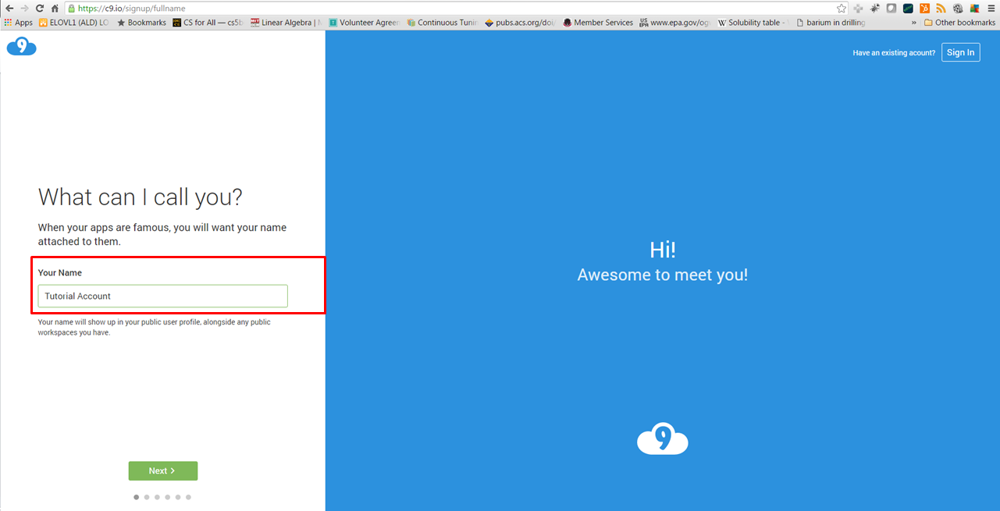 https://c9.io/signup/fullname
Apps ELOVL1 (ALD) LO Bookmarks CS for All — cs5b Linear Algebra | Volunteer Agreer Continuous Tunin pubs.acs.org/doi/ Member Services www.epa.gov/og Solubility table - barium in drilling » Other bookmarks
9
Have an existing acount? Sign In
What can I call you?
When your apps are famous, you will want your name
attached to them.
Your Name
Tutorial Account
Your name will show up in your public user profile, alongside any public
workspaces you have.
Next >
Hi!
Awesome to meet you!
9